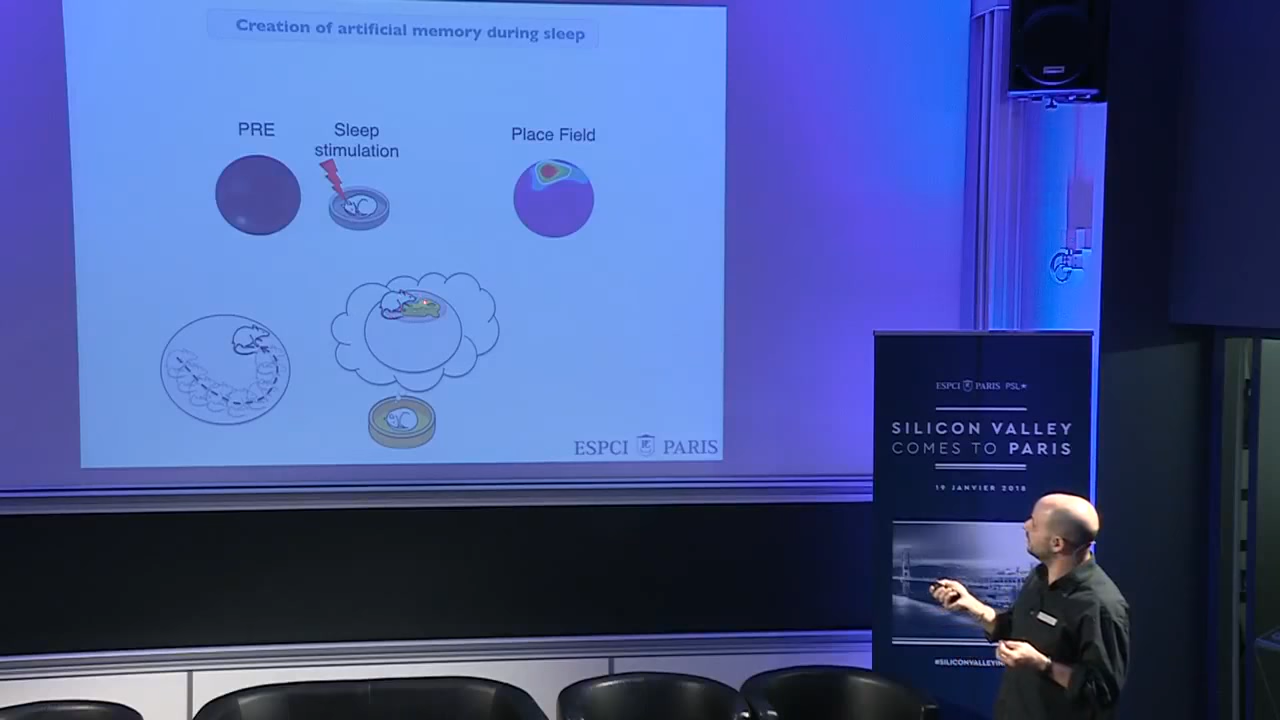 Creation of artificial memory during sleep
PRE
Sleep
stimulation
Place Field
ESPCI PARIS
ESPCI PARIS PSL★
SILICON VALLEY
COMES TO PARIS
19 JANVIER 2018